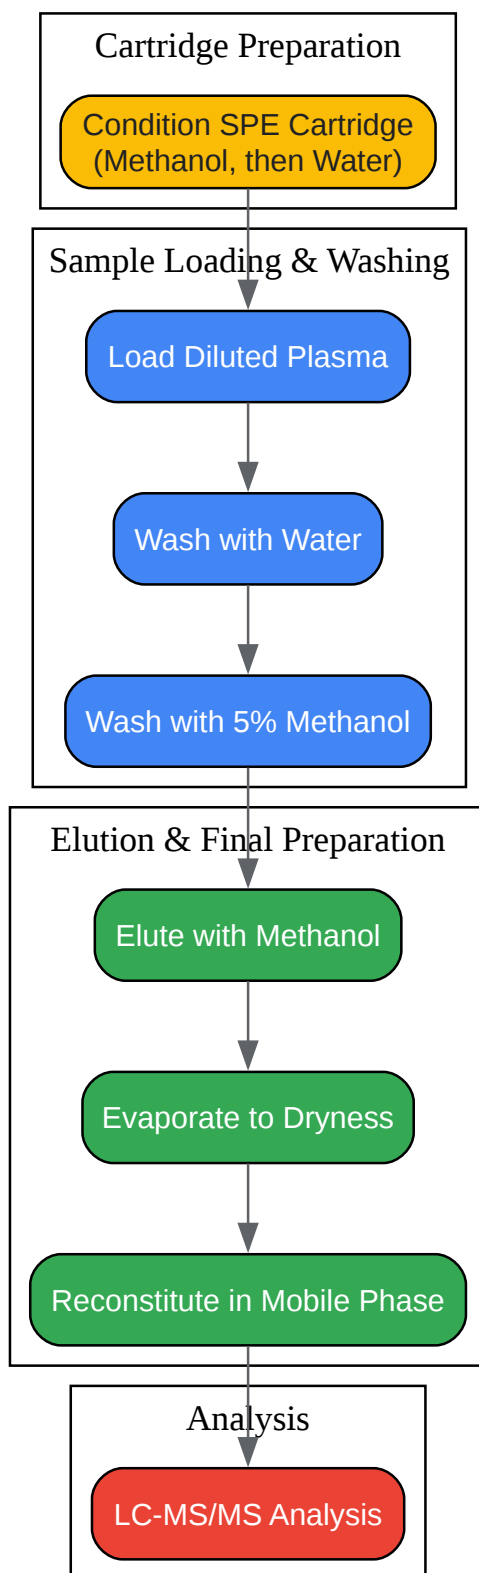 Cartridge Preparation
Condition SPE Cartridge
(Methanol, then Water)
Sample Loading & Washing
Load Diluted Plasma
Wash with Water
Wash with 5% Methanol
Elution & Final Preparation
Elute with Methanol
Evaporate to Dryness
Reconstitute in Mobile Phase
Analysis
LC-MS/MS Analysis